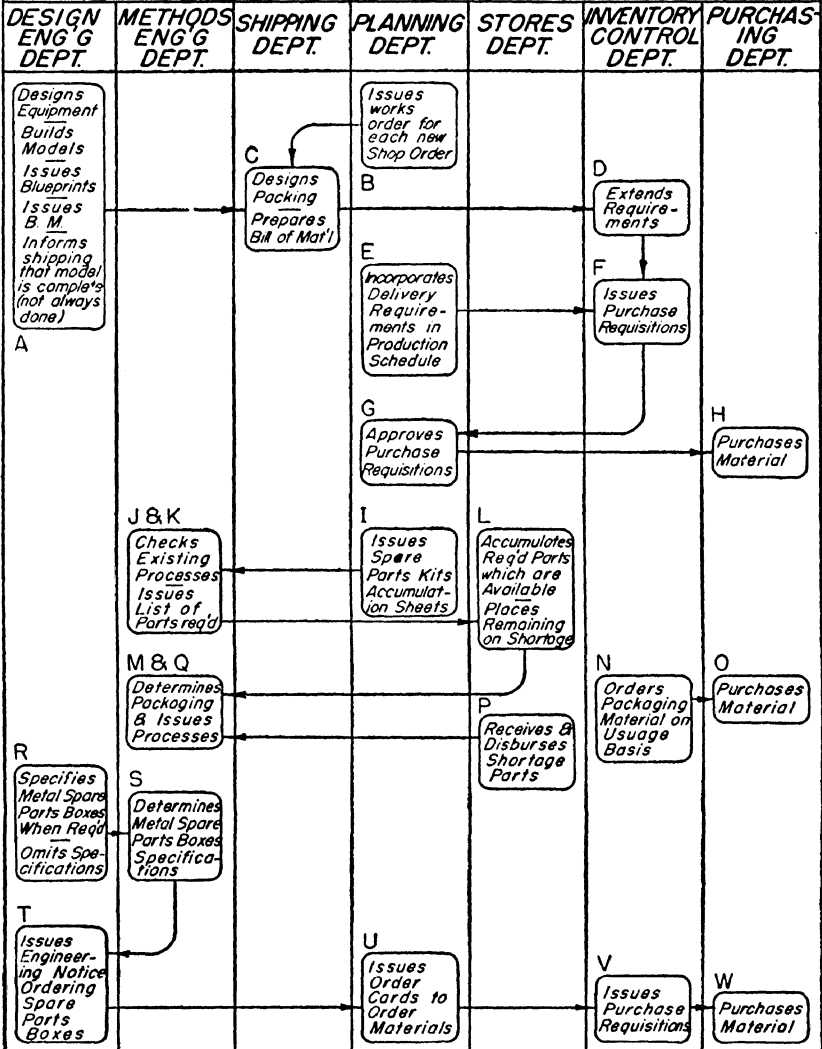 DESIGN
ENG'G
DEPT.
METHODS
ENG'G
DEPT.
SHIPPING
DEPT.
PLANNING
DEPT.
STORES
DEPT.
INVENTORY
CONTROL
DEPT.
PURCHAS-
ING
DEPT.
Designs
Equipment
Builds
Models
Issues
Blueprints
Issues
B. M.
Informs
shipping
that model
is complete
(not always
done)
A
Issues
works
order for
each new
Shop Order
B
C
Designs
Packing
Prepares
Bill of Mat'l
D
Extends
Require-
ments
E
Incorporates
Delivery
Require-
ments in
Production
Schedule
F
Issues
Purchase
Requisitions
G
Approves
Purchase
Requisitions
H
Purchases
Material
J & K
Checks
Existing
Processes
Issues
List of
Parts req'd
I
Issues
Spare
Parts Kits
Accumulat-
ion Sheets
L
Accumulates
Req'd Parts
which are
Available
Places
Remaining
on Shortage
M & Q
Determines
Packaging
& Issues
Processes
N
Orders
Packaging
Material on
Usuage
Basis
O
Purchases
Material
P
Receives &
Disburses
Shortage
Parts
R
Specifies
Metal Spare
Parts Boxes
When Req'd
Omits Spe-
cifications
S
Determines
Metal Spare
Parts Boxes
Specifica-
tions
T
Issues
Engineer-
ing Notice
Ordering
Spare
Parts
Boxes
U
Issues
Order
Cards to
Order
Materials
V
Issues
Purchase
Requisitions
W
Purchases
Material